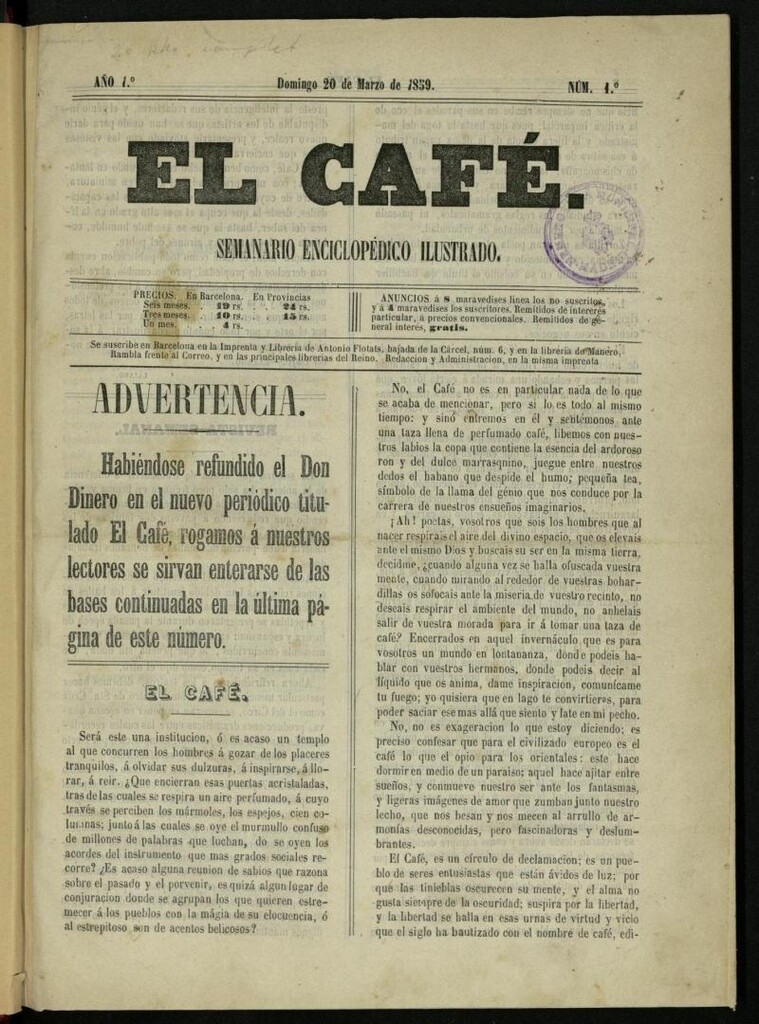 AÑO 1.º
Domingo 20 de Marzo de 1859.
NÚM. 1.º
EL CAFÉ.
SEMANARIO ENCICLOPÉDICO ILUSTRADO.
PRECIOS. En Barcelona. En Provincias
Seis meses. . 19 rs. . . 24 rs.
Tres meses. . 10 rs. . . 15 rs.
Un mes. . 4 rs.
ANUNCIOS á 8 maravedises linea los no suscritos,
y á 4 maravedises los suscritores. Remitidos de intererés
particular, á precios convencionales. Remitidos de ge-
neral interés, gratis.
Se suscribe en Barcelona en la Imprenta y Librería de Antonio Flotats, bajada de la Cárcel, núm. 6, y en la librería de Manero,
Rambla frente al Correo, y en las principales librerias del Reino. Redaccion y Administracion, en la misma imprenta
ADVERTENCIA.
Habiéndose refundido el Don
Dinero en el nuevo periódico titu-
lado El Café, rogamos á nuestros
lectores se sirvan enterarse de las
bases continuadas en la última pá-
gina de este número.
EL CAFÉ.
Será este una institucion, ó es acaso un templo
al que concurren los hombres á gozar de los placeres
tranquilos, á olvidar sus dulzuras, á inspirarse, á llo-
rar, á reir. ¿Que encierran esas puertas acristaladas,
tras de las cuales se respira un aire perfumado, á cuyo
través se perciben los mármoles, los espejos, cien co-
lumnas; junto á las cuales se oye el murmullo confuso
de millones de palabras que luchan, do se oyen los
acordes del instrumento que mas grados sociales re-
corre? ¿Es acaso alguna reunion de sabios que razona
sobre el pasado y el porvenir, es quizá algun lugar de
conjuracion donde se agrupan los que quieren estre-
mecer á los pueblos con la mágia de su elocuencia, ó
al estrepitoso son de acentos belicosos?
No, el Café no es en particular nada de lo que
se acaba de mencionar, pero si lo es todo al mismo
tiempo: y sinó entremos en él y sentémonos ante
una taza llena de perfumado café, libemos con nues-
tros labios la copa que contiene la esencia del ardoroso
ron y del dulce marrasquino, juegue entre nuestros
dedos el habano que despide el humo; pequeña tea,
símbolo de la llama del génio que nos conduce por la
carrera de nuestros ensueños imaginarios.
¡Ah! poetas, vosotros que sois los hombres que al
nacer respirais el aire del divino espacio, que os elevais
ante el mismo Dios y buscais su ser en la misma tierra,
decidme, ¿cuando alguna vez se halla ofuscada vuestra
mente, cuando mirando al rededor de vuestras bohar-
dillas os sofocais ante la miseria de vuestro recinto, no
deseais respirar el ambiente del mundo, no anhelais
salir de vuestra morada para ir á tomar una taza de
café? Encerrados en aquel invernáculo que es para
vosotros un mundo en lontananza, donde podeis ha-
blar con vuestros hermanos, donde podeis decir al
líquido que os anima, dame inspiracion, comunícame
tu fuego; yo quisiera que en lago te convirtieras, para
poder saciar ese mas allá que siento y late en mi pecho.
No, no es exageracion lo que estoy diciendo; es
preciso confesar que para el civilizado europeo es el
café lo que el opio para los orientales: este hace
dormir en medio de un paraiso; aquel hace ajitar entre
sueños, y conmueve nuestro ser ante los fantasmas,
y ligeras imágenes de amor que zumban junto nuestro
lecho, que nos besan y nos mecen al arrullo de ar-
monías desconocidas, pero fascinadoras y deslum-
brantes.
El Café, es un círculo de declamacion; es un pue-
blo de seres entusiastas que están ávidos de luz; por
que las tinieblas oscurecen su mente, y el alma no
gusta siempre de la oscuridad; suspira por la libertad,
y la libertad se halla en esas urnas de virtud y vicio
que el siglo ha bautizado con el nombre de café, edi-